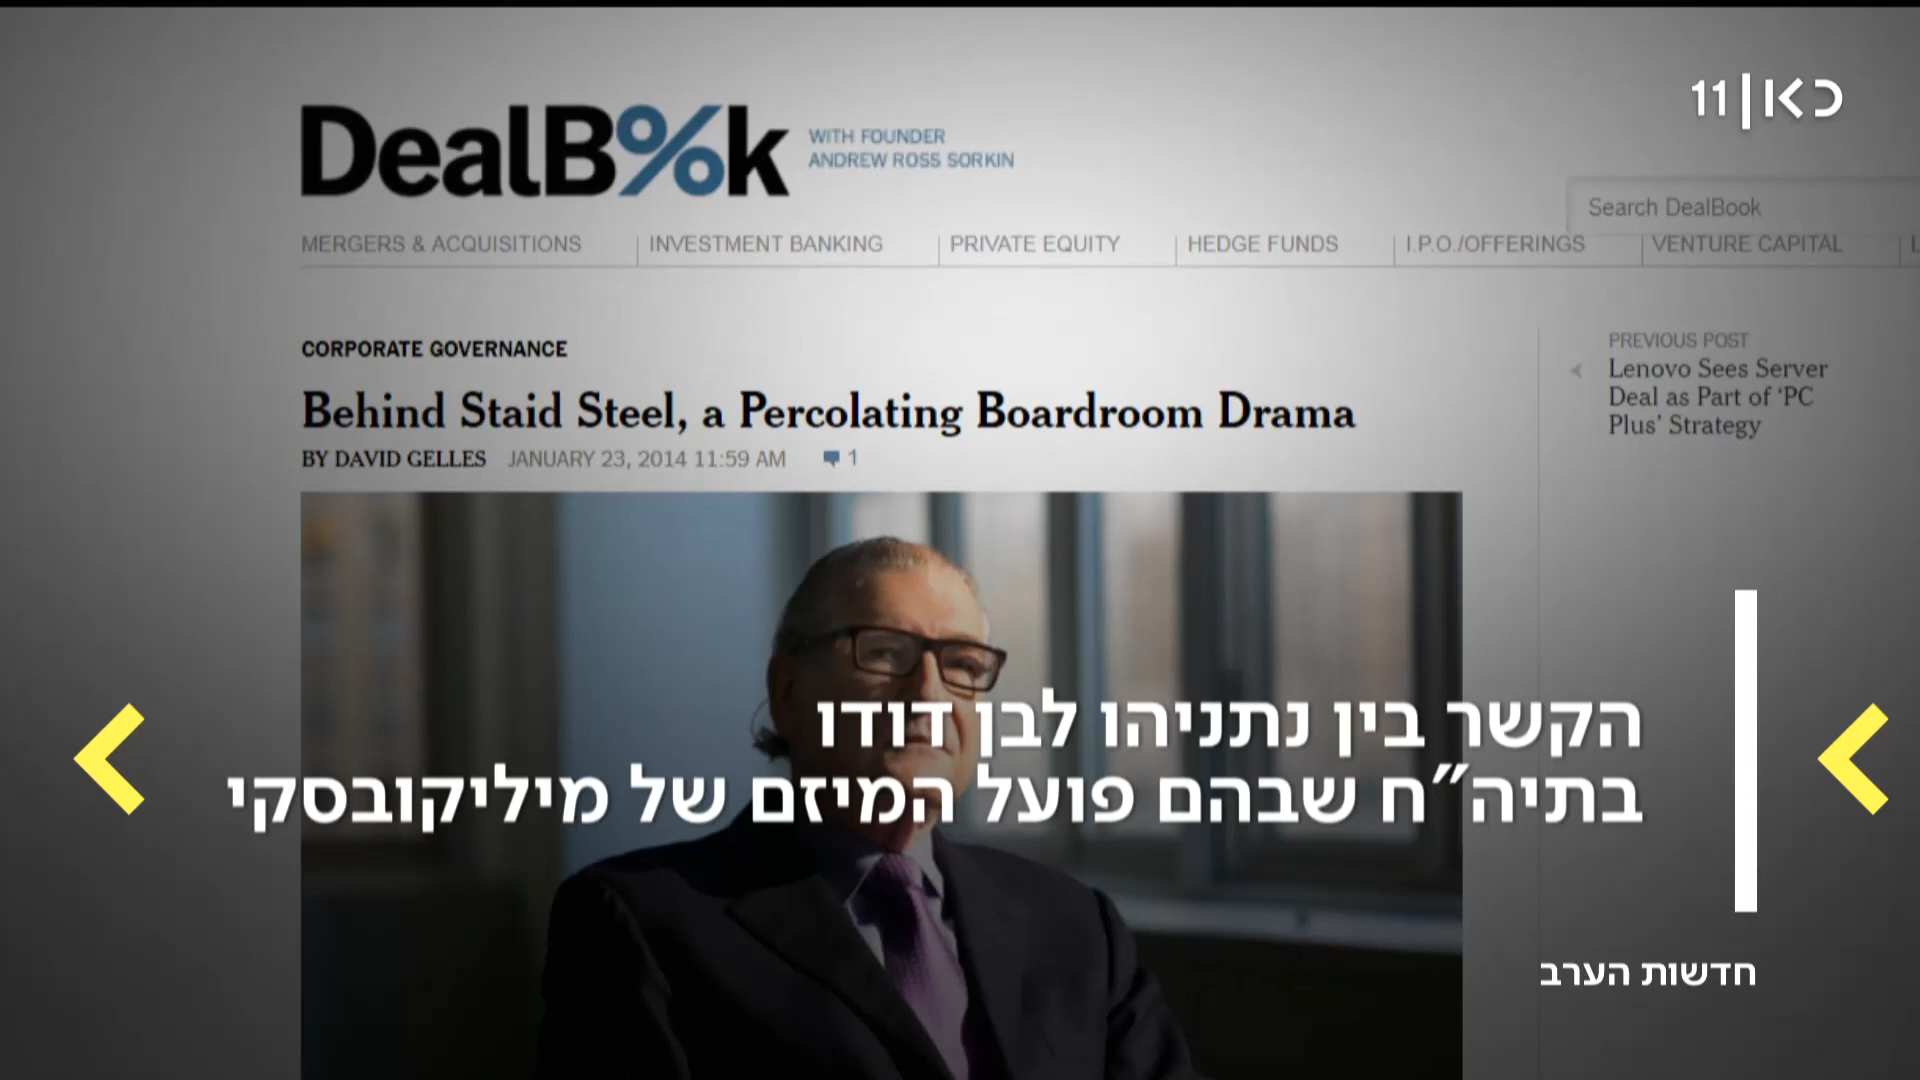 כאן 11
DealB%k
WITH FOUNDER
ANDREW ROSS SORKIN
Search DealBook
MERGERS & ACQUISITIONS | INVESTMENT BANKING | PRIVATE EQUITY | HEDGE FUNDS | I.P.O./OFFERINGS | VENTURE CAPITAL | L
CORPORATE GOVERNANCE
Behind Staid Steel, a Percolating Boardroom Drama
BY DAVID GELLES JANUARY 23, 2014 11:59 AM 1
PREVIOUS POST
Lenovo Sees Server
Deal as Part of ‘PC
Plus’ Strategy
הקשר בין נתניהו לבן דודו
בתיה״ח שבהם פועל המיזם של מיליקובסקי
חדשות הערב